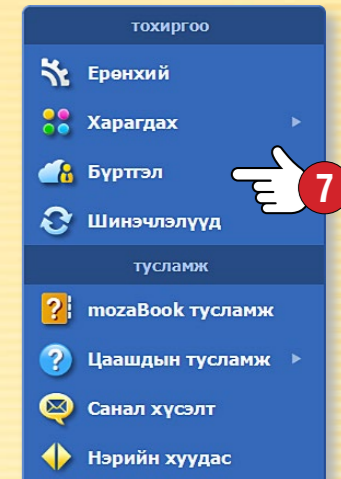 тохиргоо
Ерөнхий
Харагдах
Бүртгэл
7
Шинэчлэлүүд
тусламж
mozaBook тусламж
Цаашдын тусламж
Санал хүсэлт
Нэрийн хуудас